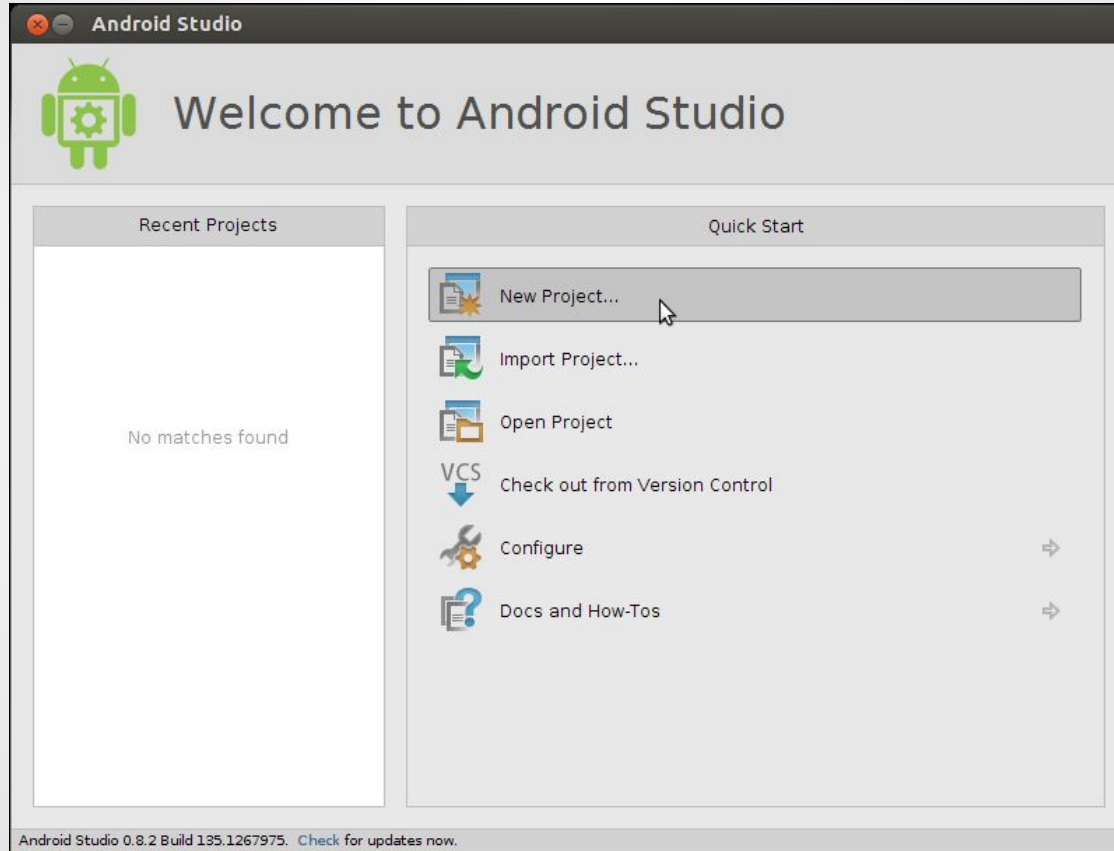 Android Studio
Welcome to Android Studio
Recent Projects
No matches found
Quick Start
New Project...
Import Project...
Open Project
VCS
Check out from Version Control
Configure
Docs and How-Tos
Android Studio 0.8.2 Build 135.1267975. Check for updates now.